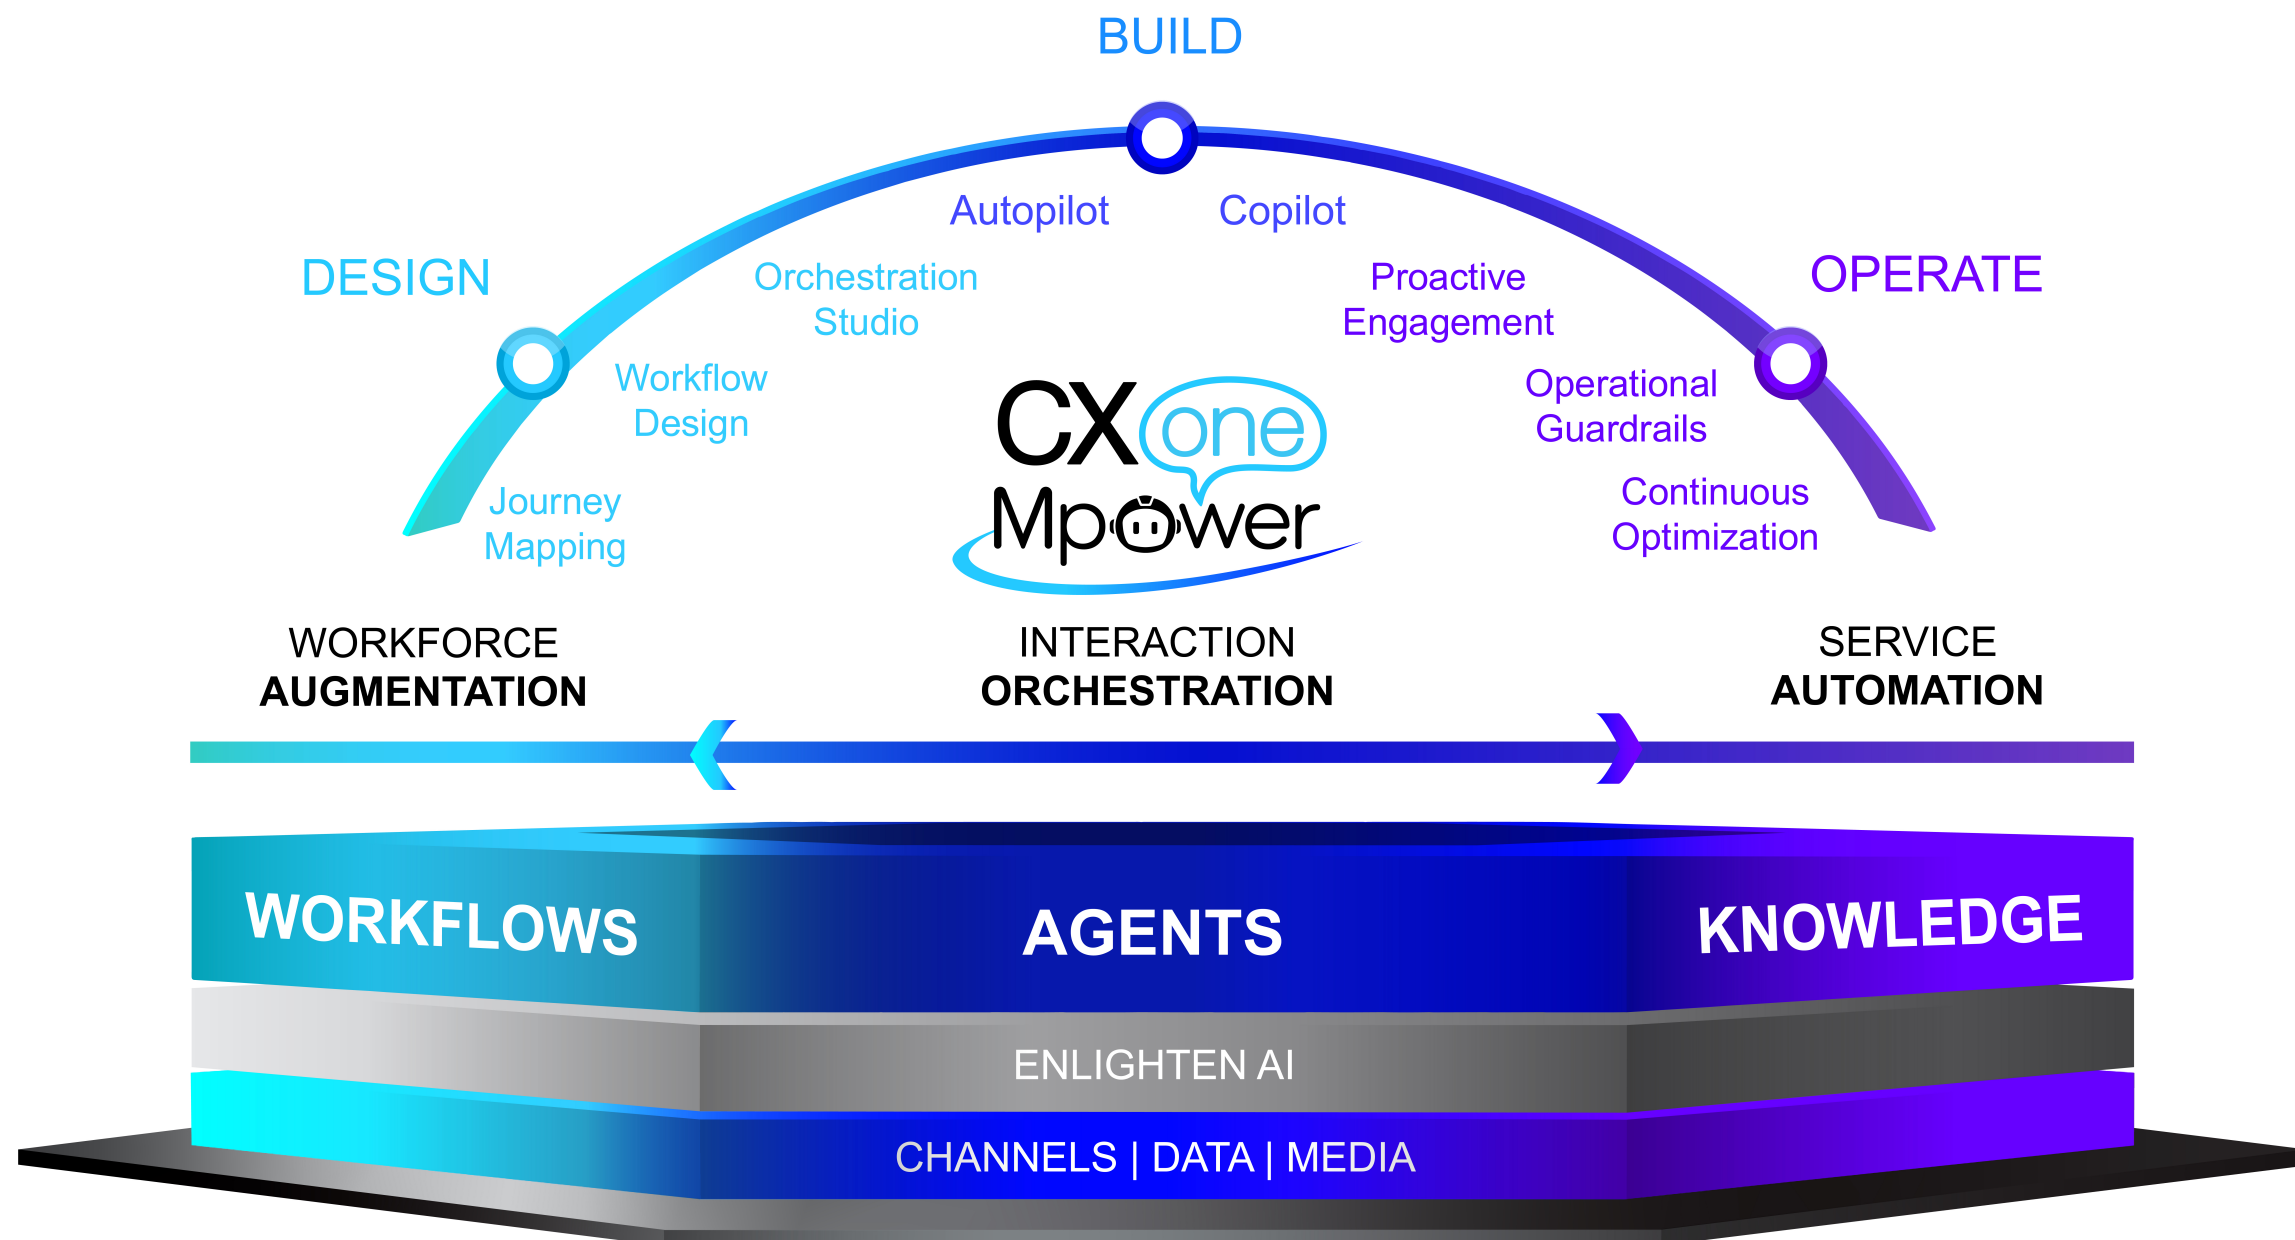 BUILD
DESIGN
OPERATE
Autopilot
Copilot
Orchestration
Studio
Proactive
Engagement
Workflow
Design
Operational
Guardrails
Journey
Mapping
Continuous
Optimization
CXone
Mpower
WORKFORCE
AUGMENTATION
INTERACTION
ORCHESTRATION
SERVICE
AUTOMATION
WORKFLOWS
AGENTS
KNOWLEDGE
ENLIGHTEN AI
CHANNELS | DATA | MEDIA